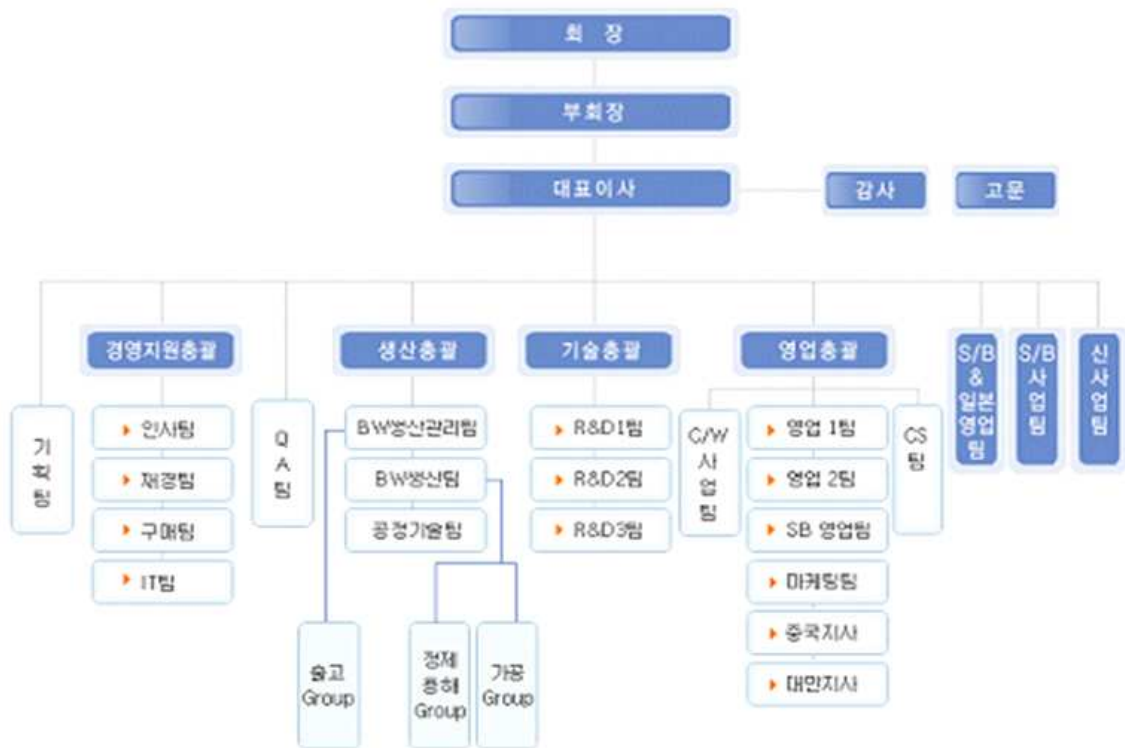 회 장
부회장
대표이사
감사
고문
경영지원총괄
생산총괄
기술총괄
영업총괄
S/B
&
일본
영업
팀
S/B
사
업
팀
신
사
업
팀
기
획
팀
인사팀
재경팀
구매팀
IT팀
Q
A
팀
BW생산관리팀
BW생산팀
공정기술팀
출고
Group
정제
용해
Group
가공
Group
R&D1팀
R&D2팀
R&D3팀
C/W
사
업
팀
영업 1팀
영업 2팀
SB 영업팀
마케팅팀
중국지사
대만지사
CS
팀